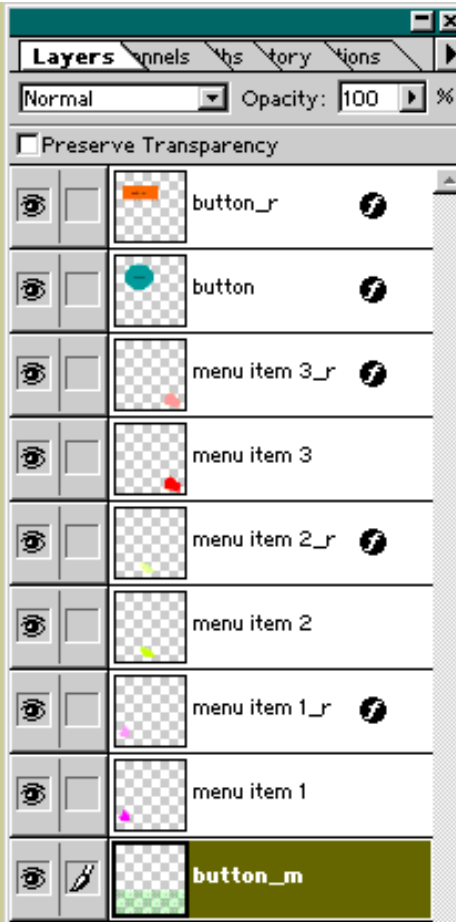 Layers nnels ths tory tions
Normal Opacity: 100 %
Preserve Transparency
button_r
button
menu item 3_r
menu item 3
menu item 2_r
menu item 2
menu item 1_r
menu item 1
button_m